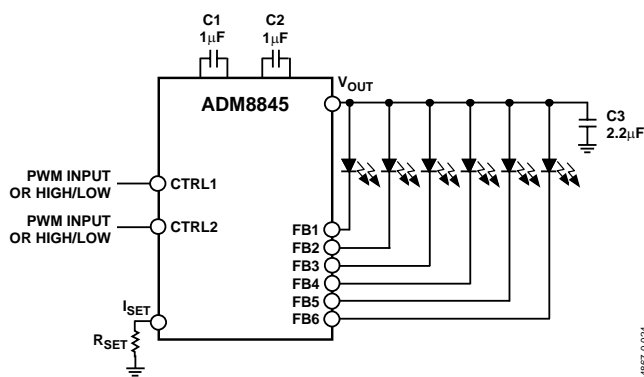 C1
1μF
C2
1μF
ADM8845
VOUT
C3
2.2μF
PWM INPUT
OR HIGH/LOW
CTRL1
PWM INPUT
OR HIGH/LOW
CTRL2
FB1
FB2
FB3
FB4
FB5
FB6
ISET
RSET